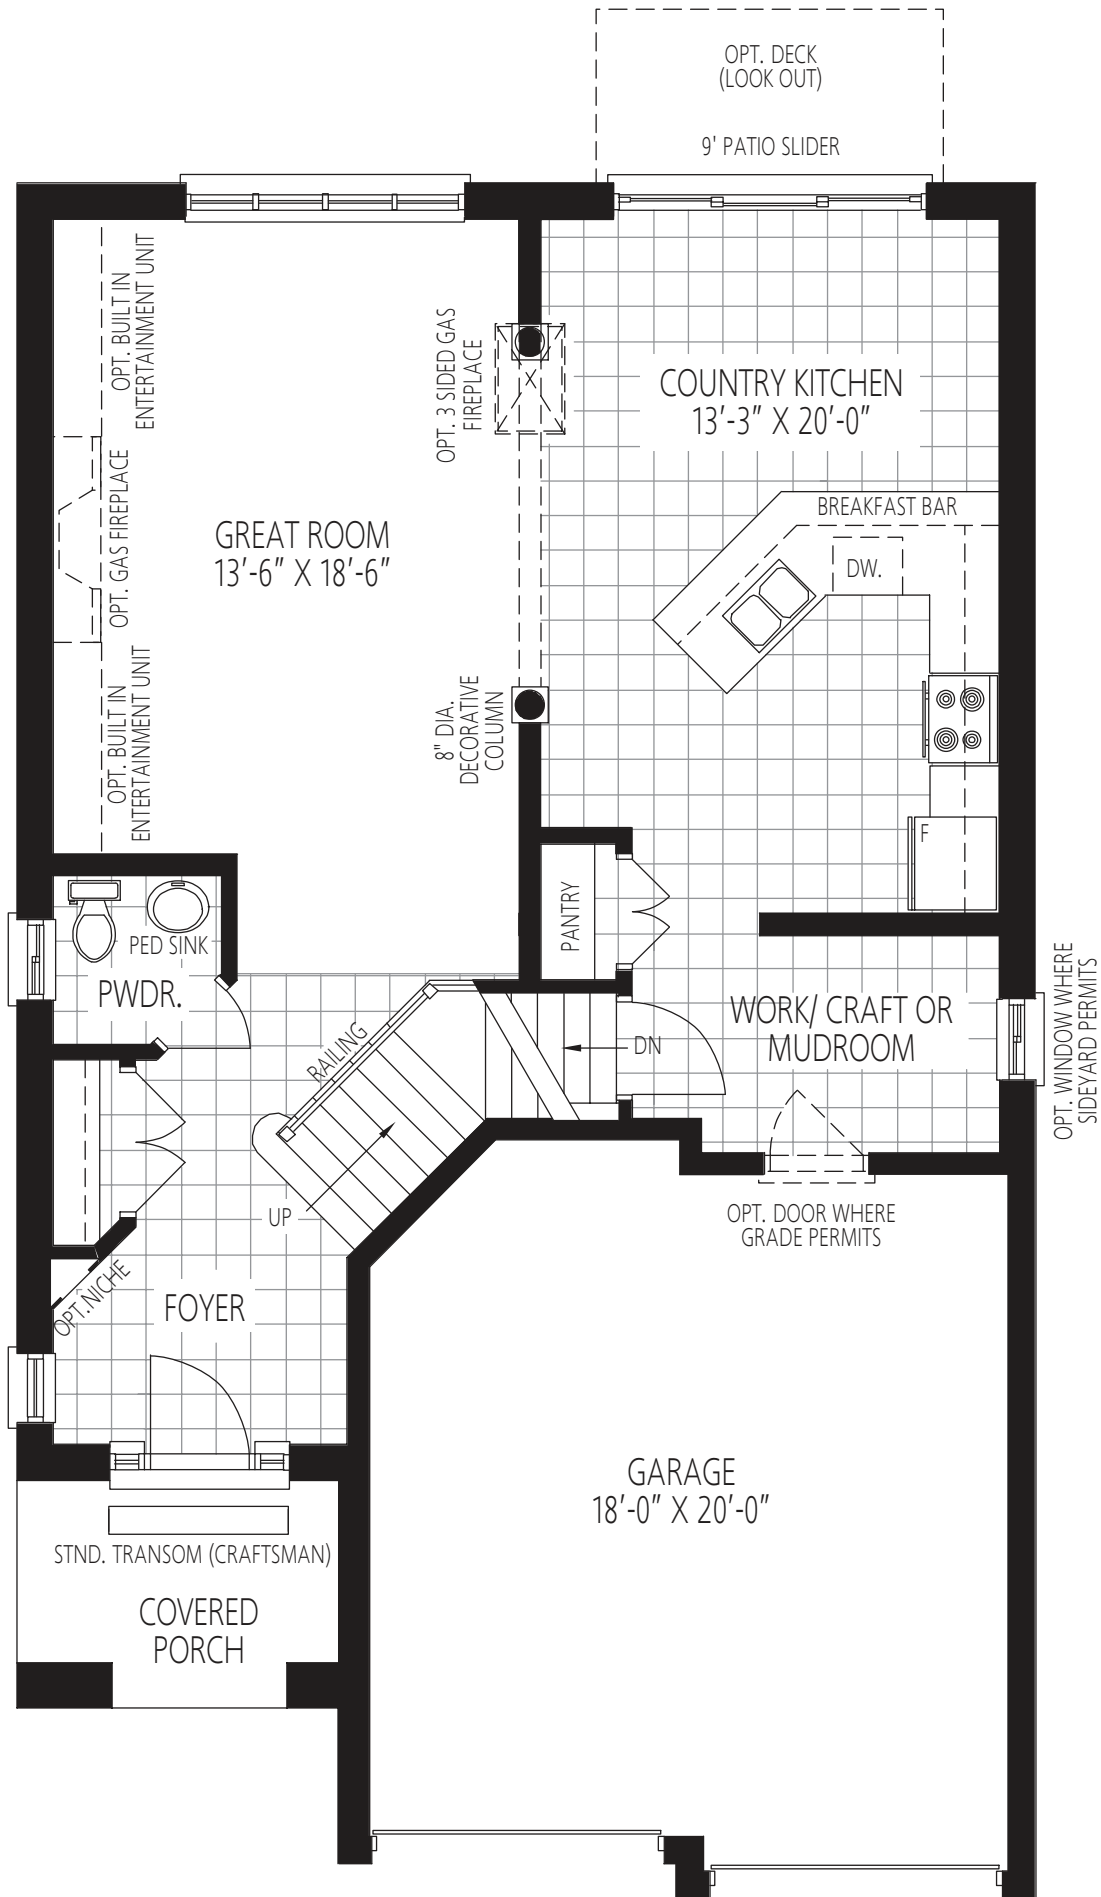 OPT. DECK
(LOOK OUT)
9' PATIO SLIDER
OPT. BUILT IN
ENTERTAINMENT UNIT
OPT. 3 SIDED GAS
FIREPLACE
COUNTRY KITCHEN
13'-3" X 20'-0"
OPT. GAS FIREPLACE
GREAT ROOM
13'-6" X 18'-6"
BREAKFAST BAR
DW.
OPT. BUILT IN
ENTERTAINMENT UNIT
8" DIA.
DECORATIVE
COLUMN
F
PANTRY
PED SINK
PWDR.
RAILING
DN
WORK/ CRAFT OR
MUDROOM
OPT. WINDOW WHERE
SIDEYARD PERMITS
UP
OPT. DOOR WHERE
GRADE PERMITS
OPT.NICHE
FOYER
GARAGE
18'-0" X 20'-0"
STND. TRANSOM (CRAFTSMAN)
COVERED
PORCH